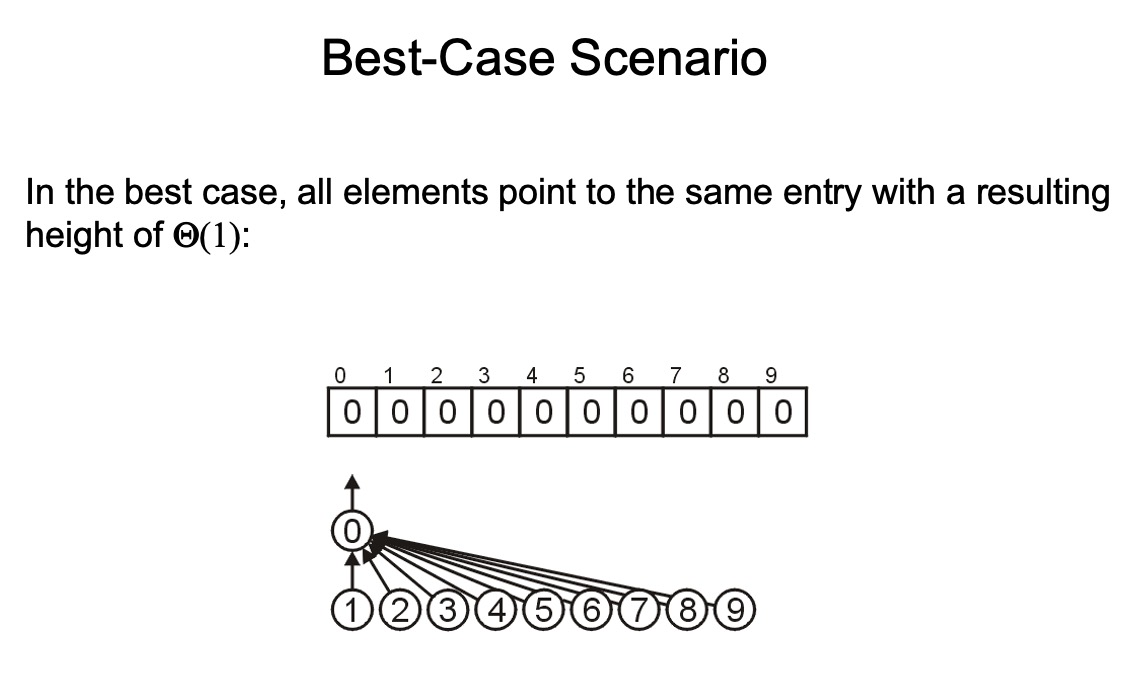 Best-Case Scenario
In the best case, all elements point to the same entry with a resulting
height of Θ(1):
0 1 2 3 4 5 6 7 8 9
0 0 0 0 0 0 0 0 0 0
0
1 2 3 4 5 6 7 8 9